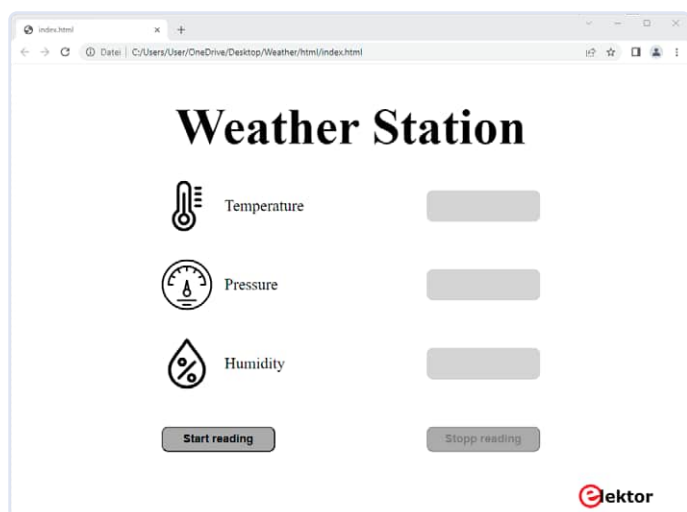 index.html
Datei | C:/Users/User/OneDrive/Desktop/Weather/html/index.html
Weather Station
Temperature
Pressure
Humidity
Start reading
Stopp reading
elektor